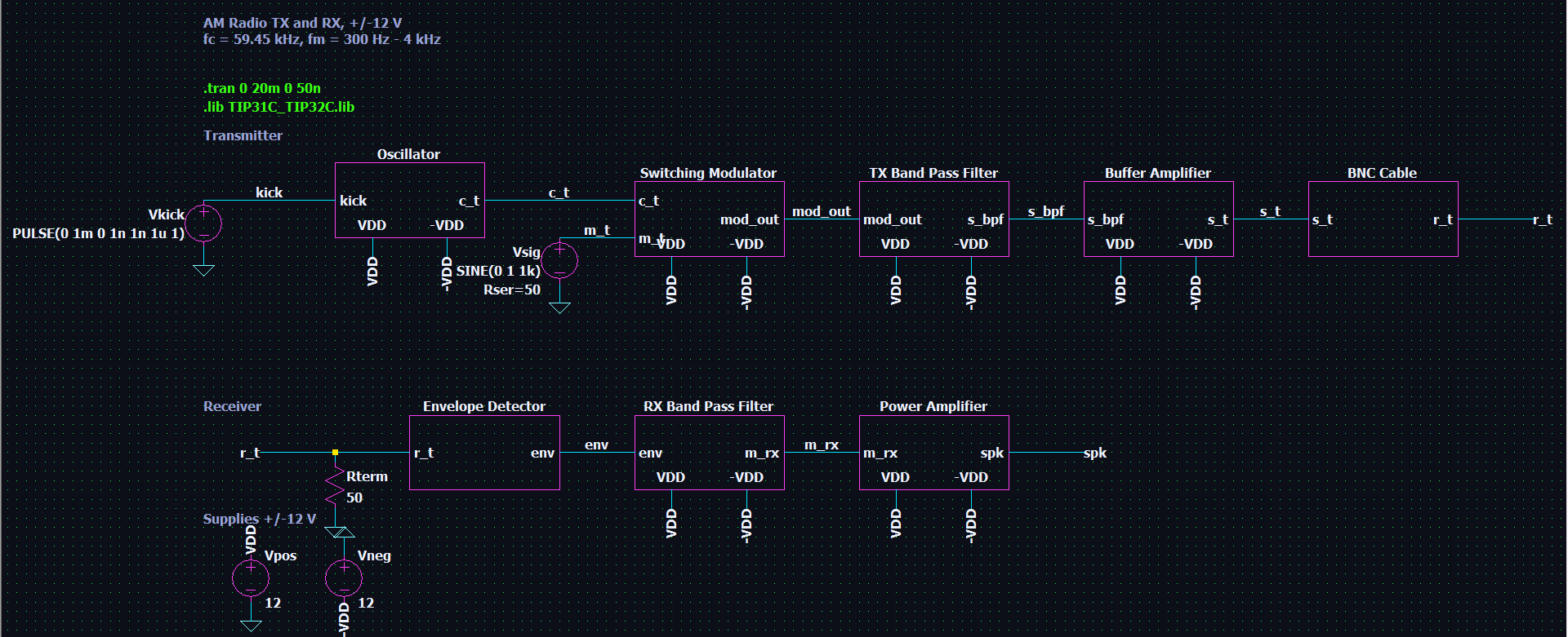 AM Radio TX and RX, +/-12 V
fc = 59.45 kHz, fm = 300 Hz - 4 kHz
.tran 0 20m 0 50n
.lib TIP31C_TIP32C.lib
Transmitter
Vkick
PULSE(0 1m 0 1n 1n 1u 1)
kick
Oscillator
kick
c_t
VDD
-VDD
VDD
-VDD
c_t
m_t
Vsig
SINE(0 1 1k)
Rser=50
Switching Modulator
c_t
mod_out
m_t
VDD
-VDD
VDD
-VDD
mod_out
TX Band Pass Filter
mod_out
s_bpf
VDD
-VDD
VDD
-VDD
s_bpf
Buffer Amplifier
s_bpf
s_t
VDD
-VDD
VDD
-VDD
s_t
BNC Cable
s_t
r_t
r_t
Receiver
r_t
Rterm
50
Envelope Detector
r_t
env
env
RX Band Pass Filter
env
m_rx
VDD
-VDD
VDD
-VDD
m_rx
Power Amplifier
m_rx
spk
VDD
-VDD
VDD
-VDD
spk
Supplies +/-12 V
VDD
Vpos
12
Vneg
12
-VDD